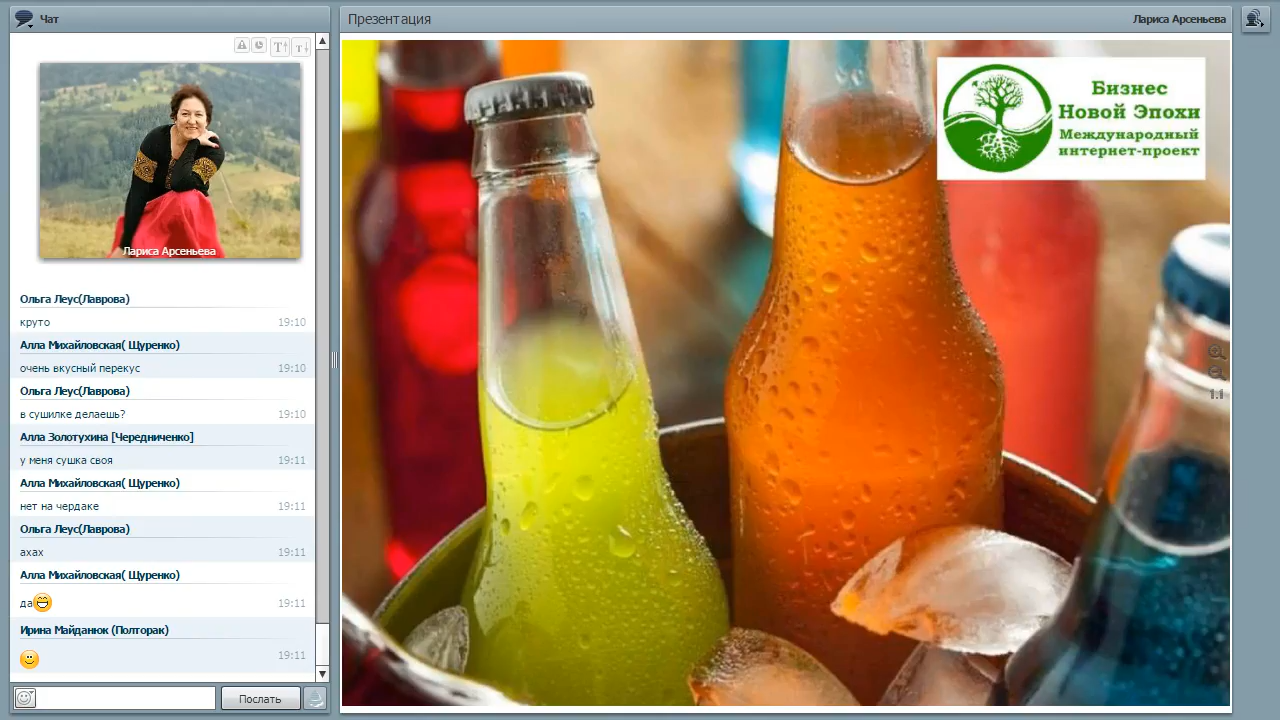 Чат
Лариса Арсеньева
Ольга Леус(Лаврова)
круто 19:10
Алла Михайловская( Щуренко)
очень вкусный перекус 19:10
Ольга Леус(Лаврова)
в сушилке делаешь? 19:10
Алла Золотухина [Чередниченко]
у меня сушка своя 19:11
Алла Михайловская( Щуренко)
нет на чердаке 19:11
Ольга Леус(Лаврова)
ахах 19:11
Алла Михайловская( Щуренко)
да 19:11
Ирина Майданюк (Полторак)
19:11
Послать
Презентация
Лариса Арсеньева
Бизнес
Новой Эпохи
Международный
интернет-проект
1:1